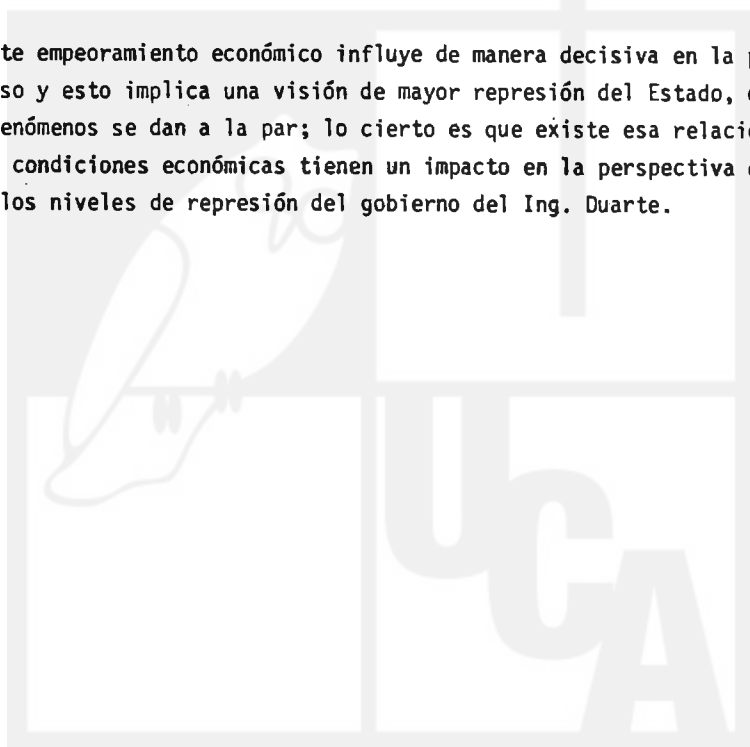 te empeoramiento económico influye de manera decisiva en la
so y esto implica una visión de mayor represión del Estado,
enómenos se dan a la par; lo cierto es que existe esa relaci
condiciones económicas tienen un impacto en la perspectiva
los niveles de represión del gobierno del Ing. Duarte.
UCA